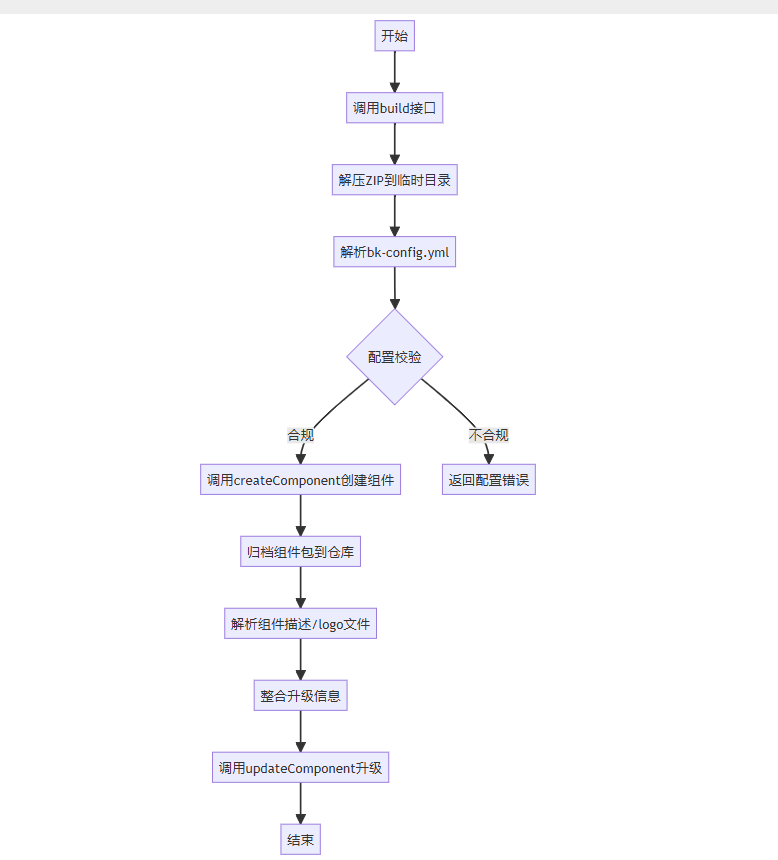 开始
调用build接口
解压ZIP到临时目录
解析bk-config.yml
配置校验
合规
不合规
调用createComponent创建组件
返回配置错误
归档组件包到仓库
解析组件描述/logo文件
整合升级信息
调用updateComponent升级
结束